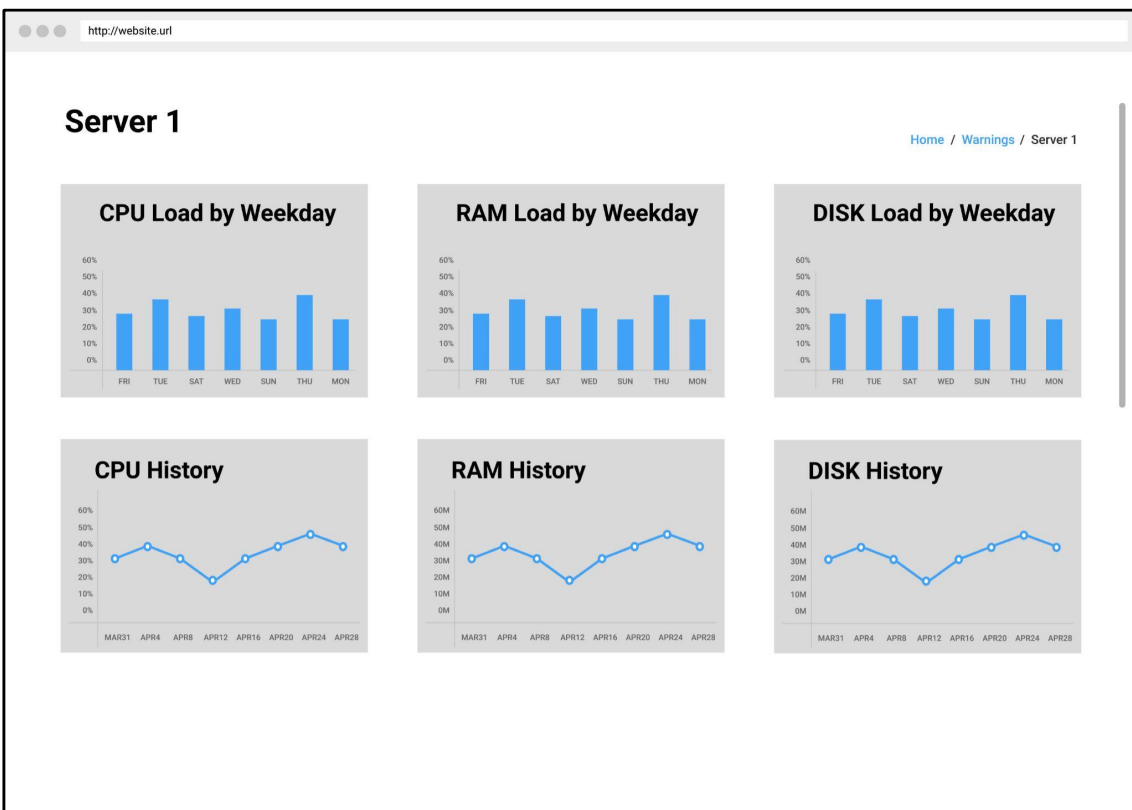 http://website.url
Server 1
Home / Warnings / Server 1
CPU Load by Weekday
60%
50%
40%
30%
20%
10%
0%
FRI TUE SAT WED SUN THU MON
RAM Load by Weekday
60%
50%
40%
30%
20%
10%
0%
FRI TUE SAT WED SUN THU MON
DISK Load by Weekday
60%
50%
40%
30%
20%
10%
0%
FRI TUE SAT WED SUN THU MON
CPU History
60%
50%
40%
30%
20%
10%
0%
MAR31 APR4 APR8 APR12 APR16 APR20 APR24 APR28
RAM History
60M
50M
40M
30M
20M
10M
0M
MAR31 APR4 APR8 APR12 APR16 APR20 APR24 APR28
DISK History
60M
50M
40M
30M
20M
10M
0M
MAR31 APR4 APR8 APR12 APR16 APR20 APR24 APR28